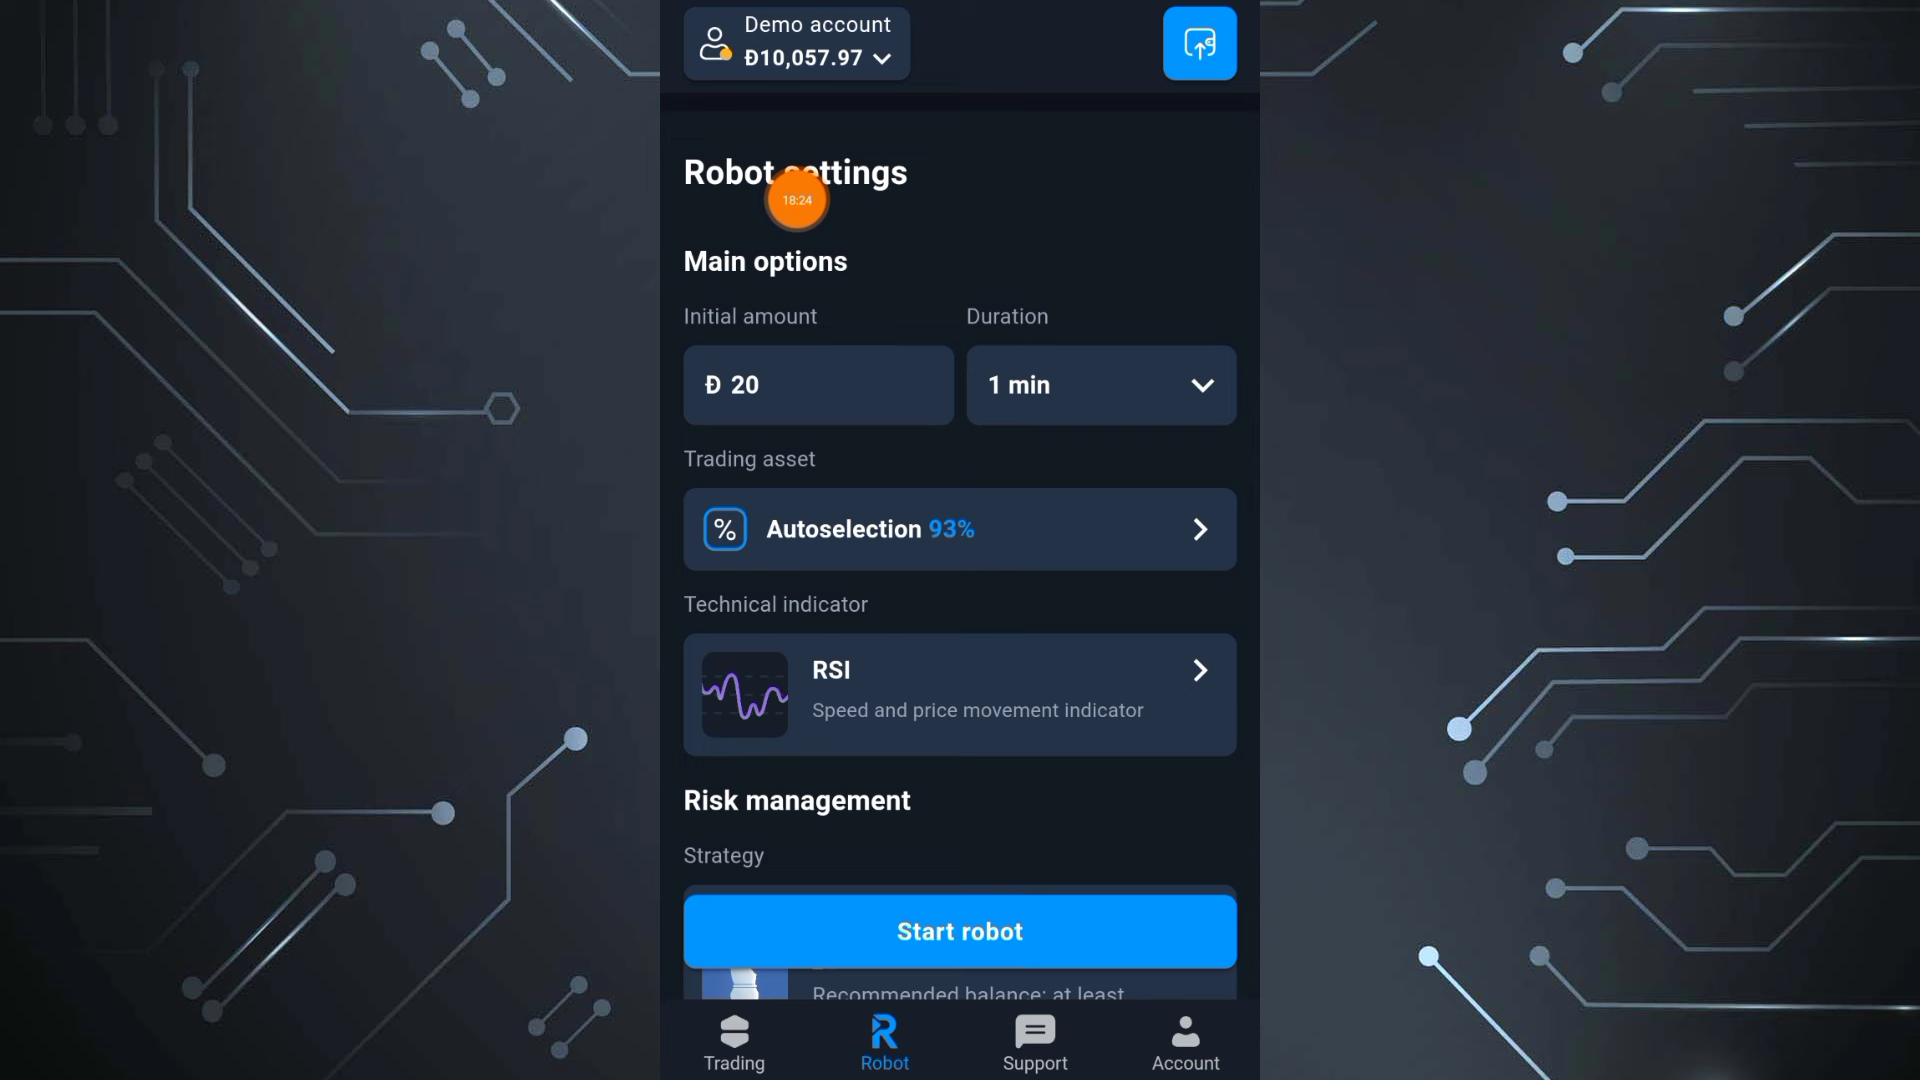 Demo account
Đ10,057.97
Robot settings
18:24
Main options
Initial amount
Duration
Đ 20
1 min
Trading asset
% Autoselection 93%
Technical indicator
RSI
Speed and price movement indicator
Risk management
Strategy
Start robot
Recommended balance: at least
Trading
Robot
Support
Account